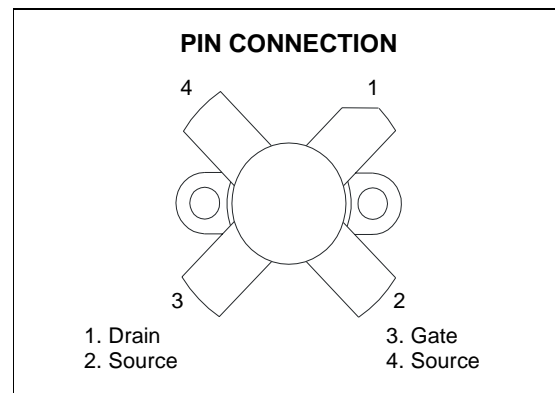 PIN CONNECTION
4 1
3 2
1. Drain 3. Gate
2. Source 4. Source